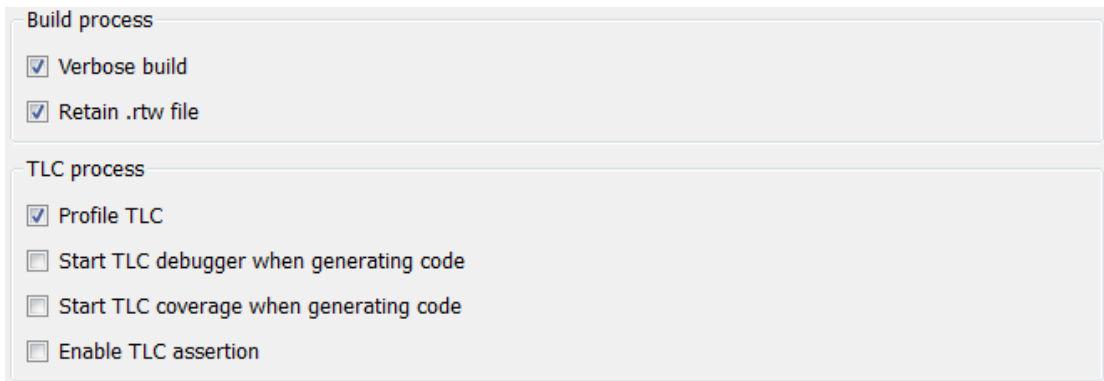 Build process
Verbose build
Retain .rtw file
TLC process
Profile TLC
Start TLC debugger when generating code
Start TLC coverage when generating code
Enable TLC assertion